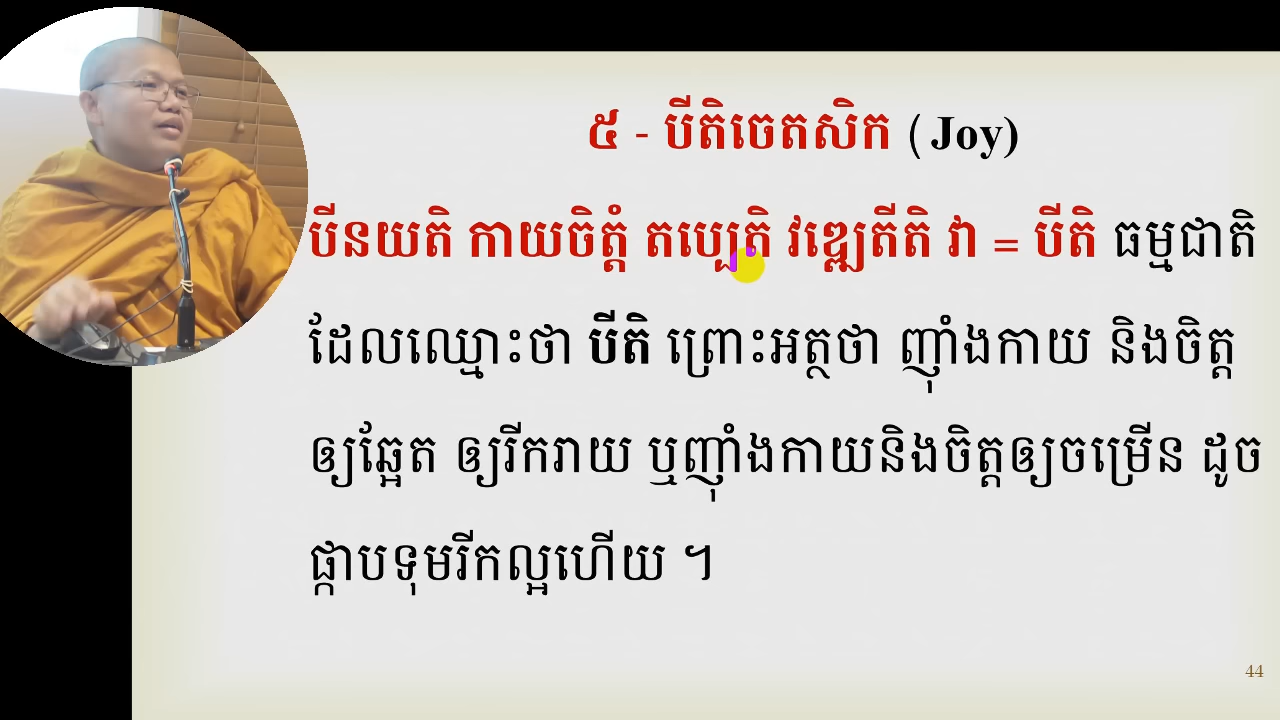 ៥ - បីតិចេតសិក ( Joy)
បីនយតិ កាយចិត្តំ តប្បេតិ វឌ្ឍេតីតិ វា = បីតិ ធម្មជាតិ
ដែលឈ្មោះថា បីតិ ព្រោះអត្ថថា ញ៉ាំងកាយ និងចិត្ត
ឲ្យឆ្អែត ឲ្យរីករាយ ឬញ៉ាំងកាយនិងចិត្តឲ្យចម្រើន ដូច
ផ្កាបទុមរីកល្អហើយ ។
44